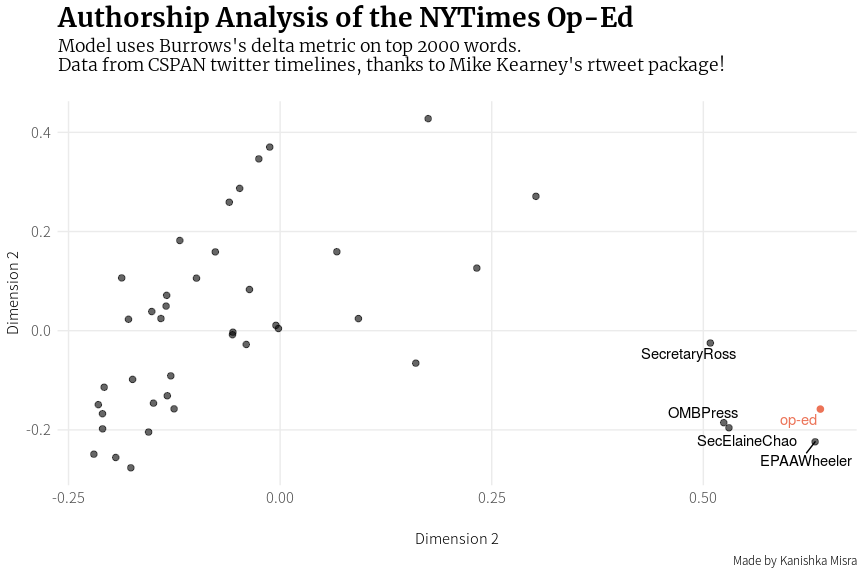 Authorship Analysis of the NYTimes Op-Ed
Model uses Burrows's delta metric on top 2000 words.
Data from CSPAN twitter timelines, thanks to Mike Kearney's rtweet package!
0.4
0.2
0.0
-0.2
Dimension 2
SecretaryRoss
OMBPress
op-ed
SecElaineChao
EPAAWheeler
-0.25
0.00
0.25
0.50
Dimension 2
Made by Kanishka Misra